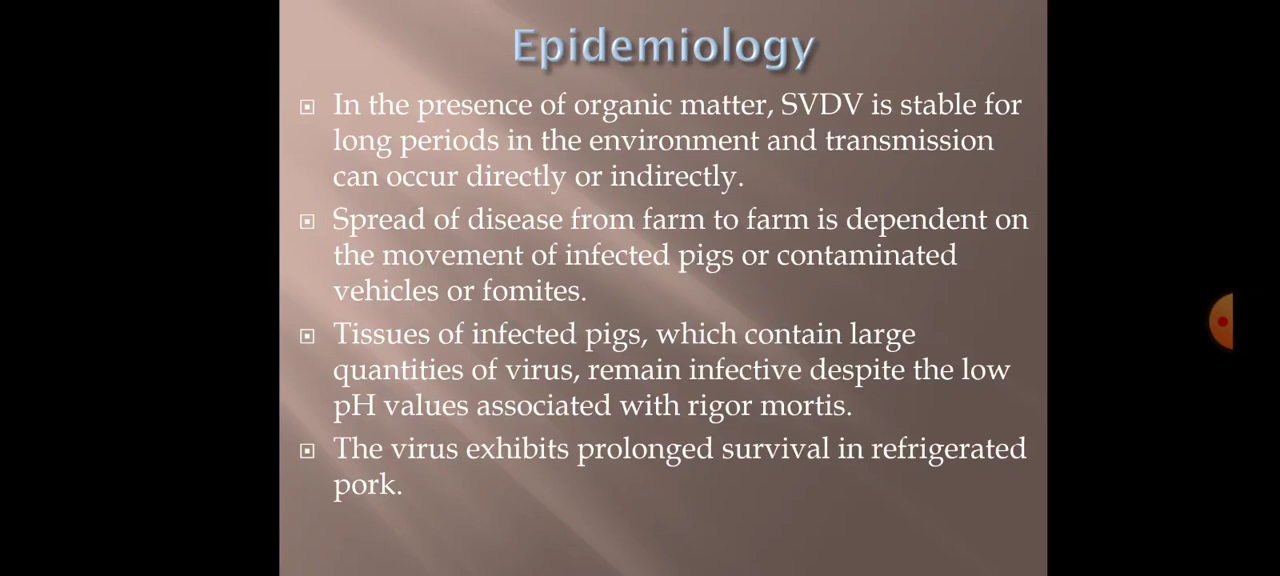 Epidemiology
In the presence of organic matter, SVDV is stable for
long periods in the environment and transmission
can occur directly or indirectly.
Spread of disease from farm to farm is dependent on
the movement of infected pigs or contaminated
vehicles or fomites.
Tissues of infected pigs, which contain large
quantities of virus, remain infective despite the low
pH values associated with rigor mortis.
The virus exhibits prolonged survival in refrigerated
pork.